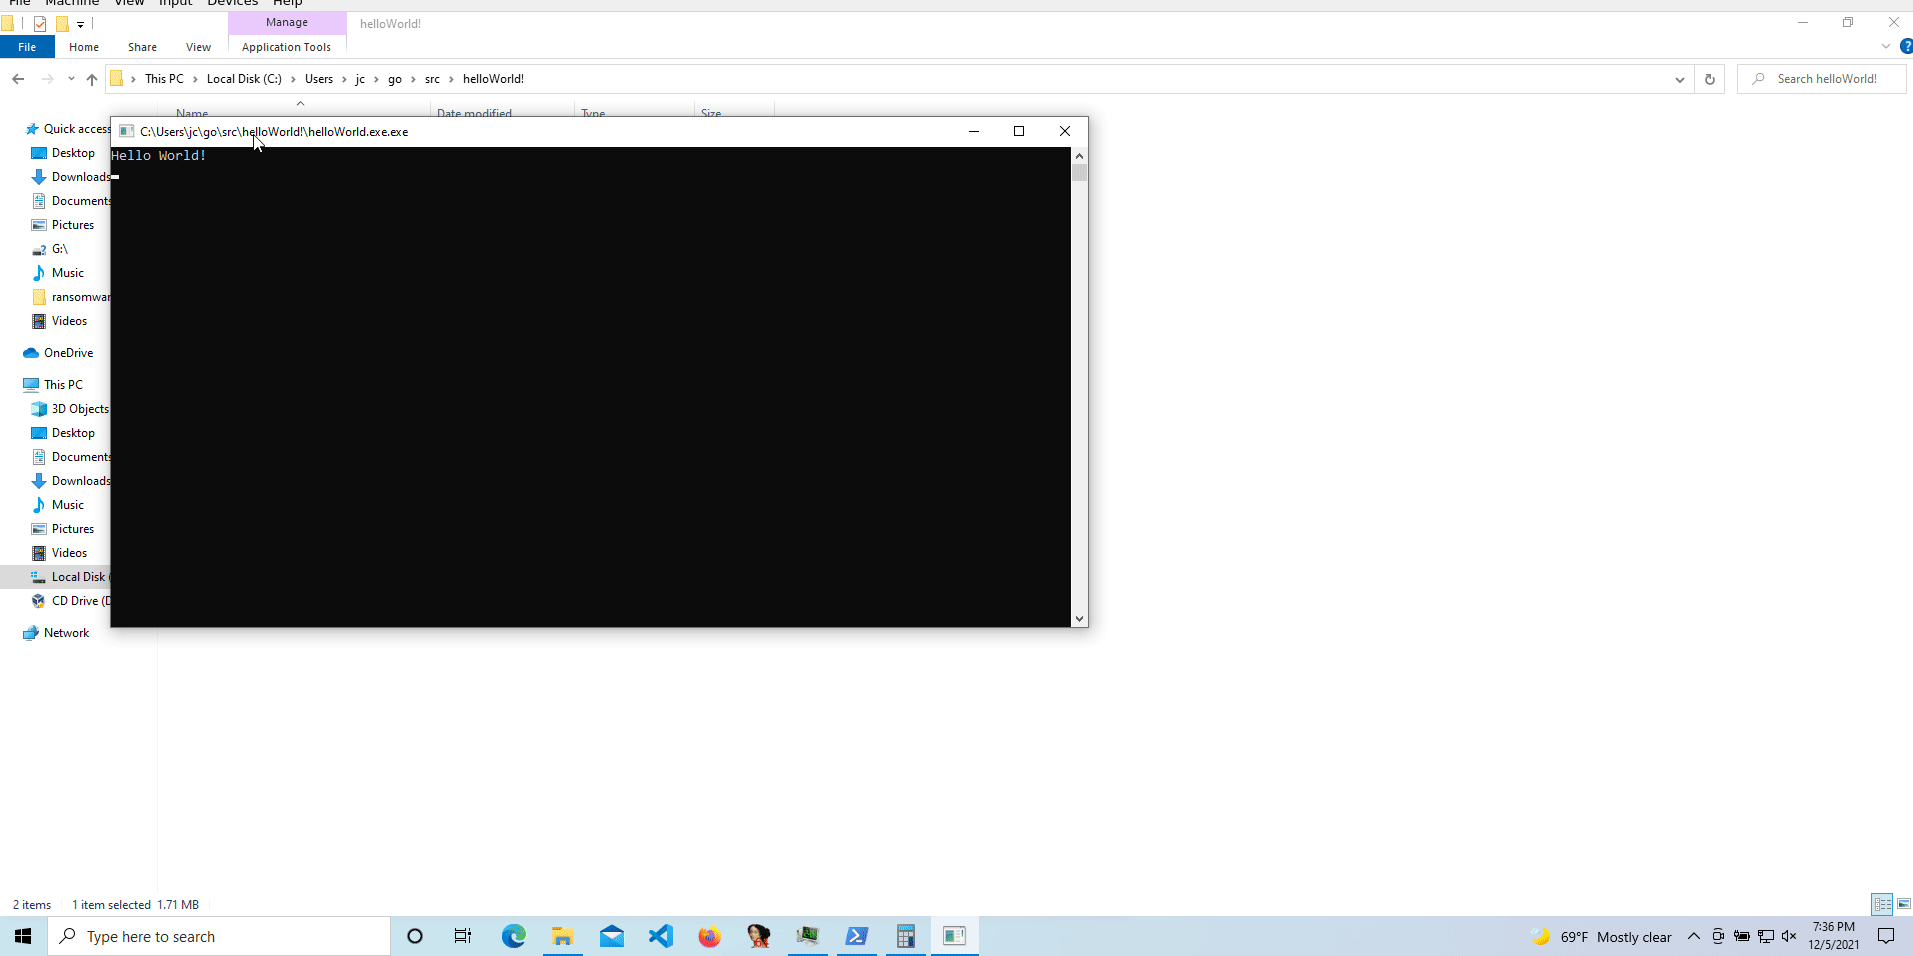 File Machine View Input Devices Help
Manage helloWorld!
File Home Share View Application Tools
?
This PC Local Disk (C:) Users jc go src helloWorld! Search helloWorld!
Name Date modified Type Size
C:\Users\jc\go\src\helloWorld!\helloWorld.exe.exe
Hello World!
Quick access
Desktop
Downloads
Documents
Pictures
G:\
Music
ransomwar
Videos
OneDrive
This PC
3D Objects
Desktop
Documents
Downloads
Music
Pictures
Videos
Local Disk (
CD Drive (D
Network
2 items 1 item selected 1.71 MB
Type here to search
69°F Mostly clear
7:36 PM
12/5/2021